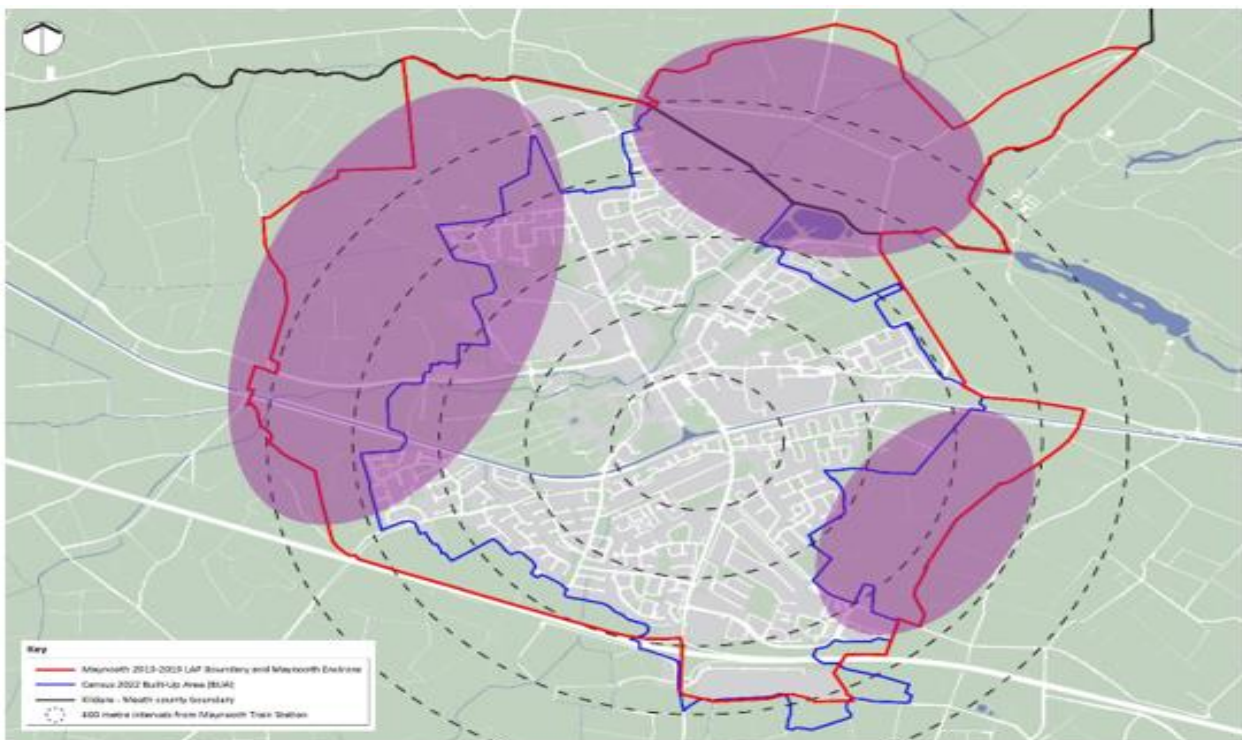 Key
Maynooth 2013-2019 LAP Boundary and Maynooth Environs
Census 2022 Built-Up Area (BUA)
Kildare - Meath county boundary
400 metre intervals from Maynooth Train Station